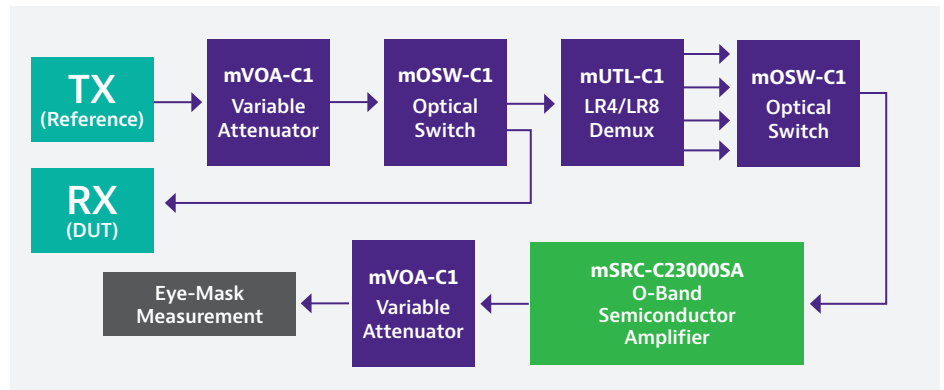 TX
(Reference)
mVOA-C1
Variable
Attenuator
mOSW-C1
Optical
Switch
mUTL-C1
LR4/LR8
Demux
mOSW-C1
Optical
Switch
RX
(DUT)
Eye-Mask
Measurement
mVOA-C1
Variable
Attenuator
mSRC-C23000SA
O-Band
Semiconductor
Amplifier